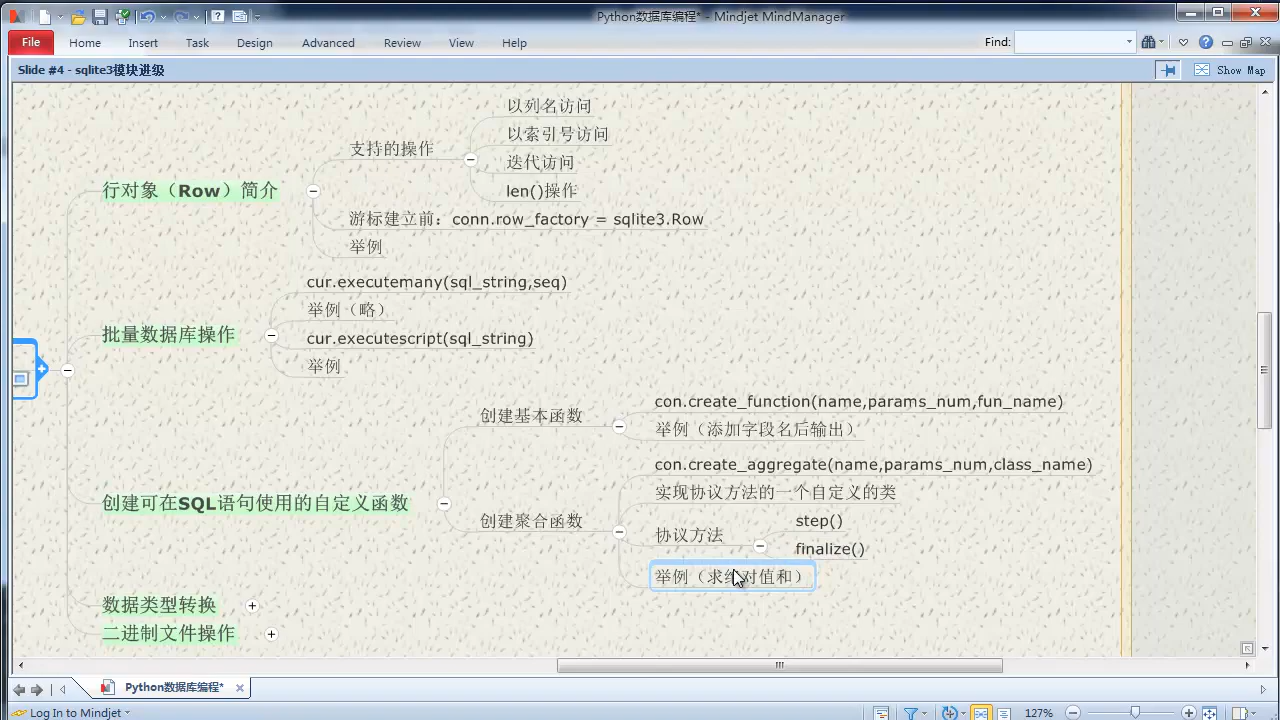 Python数据库编程* - Mindjet MindManager
File Home Insert Task Design Advanced Review View Help Find:
Slide #4 - sqlite3模块进级 Show Map
以列名访问
支持的操作
以索引号访问
迭代访问
len()操作
行对象（Row）简介
游标建立前：conn.row_factory = sqlite3.Row
举例
cur.executemany(sql_string,seq)
举例（略）
批量数据库操作
cur.executescript(sql_string)
举例
创建基本函数
con.create_function(name,params_num,fun_name)
举例（添加字段名后输出）
con.create_aggregate(name,params_num,class_name)
实现协议方法的一个自定义的类
创建可在SQL语句使用的自定义函数
创建聚合函数
协议方法
step()
finalize()
举例（求绝对值和）
数据类型转换
二进制文件操作
Python数据库编程*
Log In to Mindjet 127%